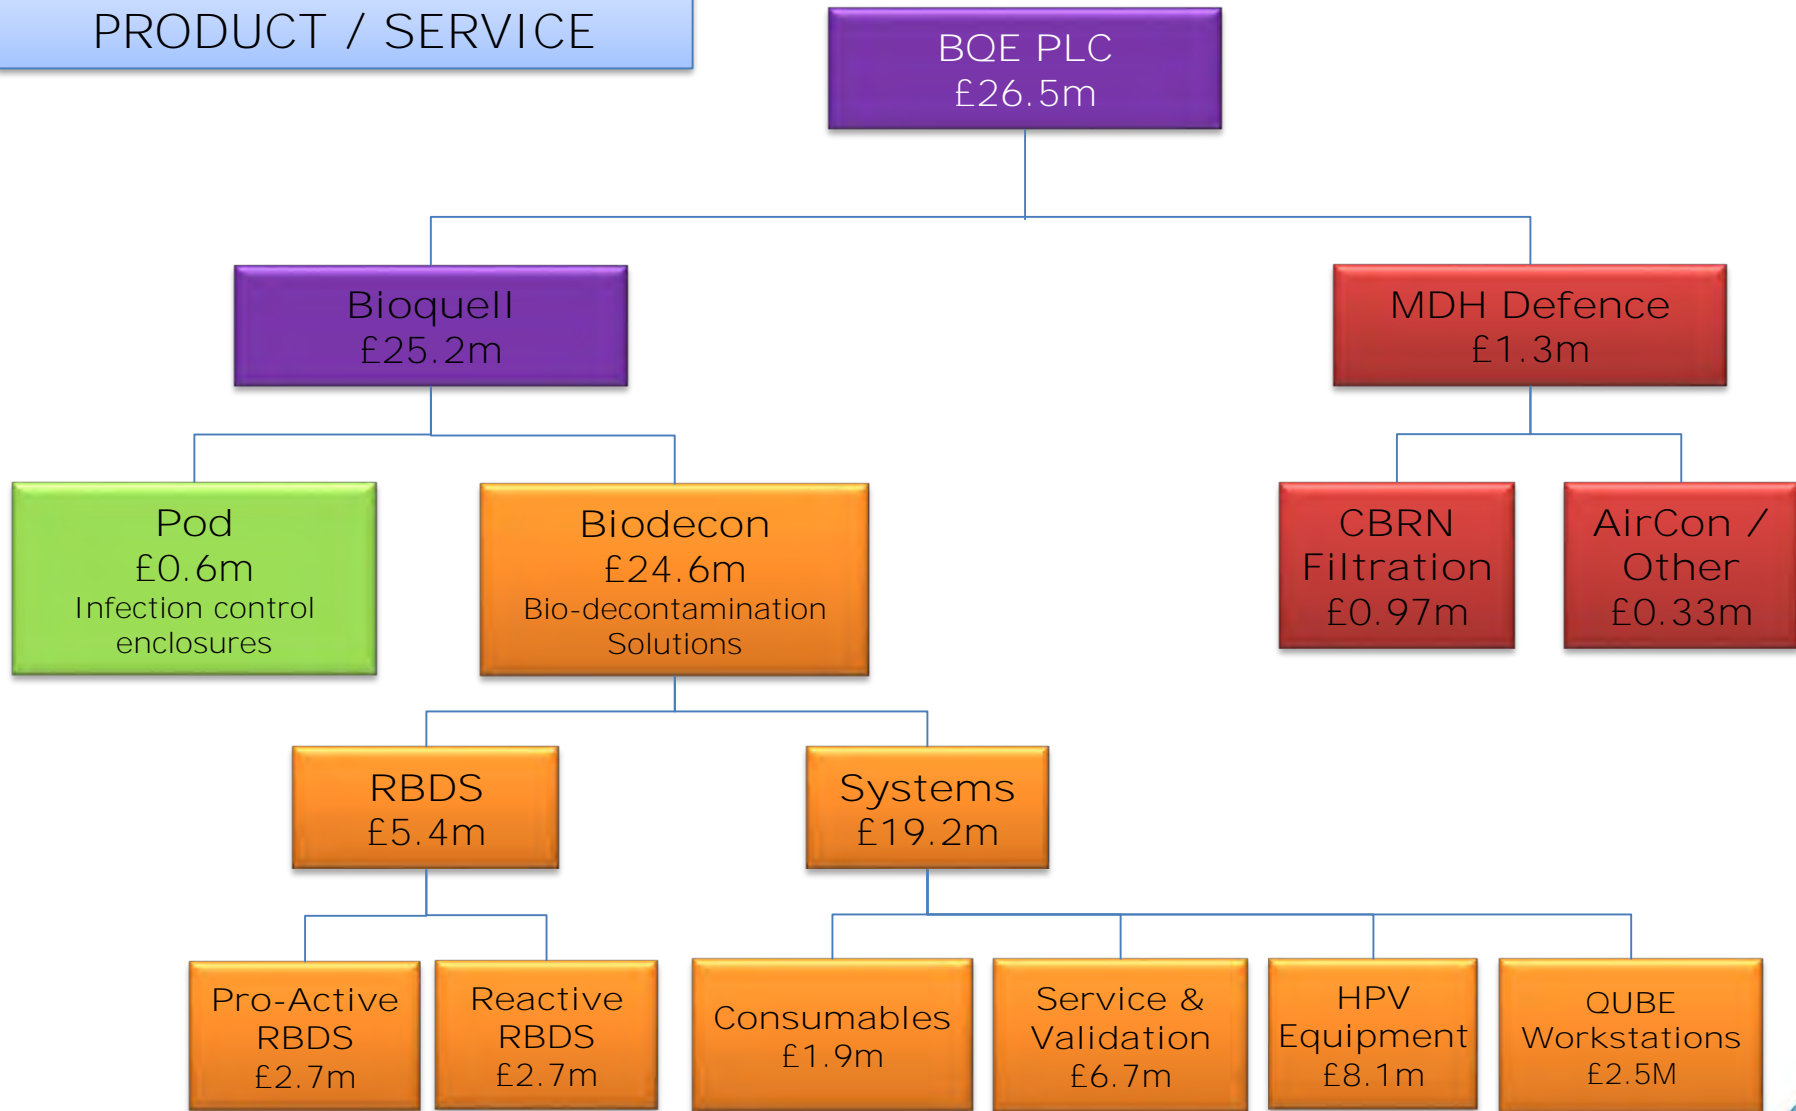 PRODUCT / SERVICE
BQE PLC
£26.5m
Bioquell
£25.2m
MDH Defence
£1.3m
Pod
£0.6m
Infection control
enclosures
Biodecon
£24.6m
Bio-decontamination
Solutions
CBRN
Filtration
£0.97m
AirCon /
Other
£0.33m
RBDS
£5.4m
Systems
£19.2m
Pro-Active
RBDS
£2.7m
Reactive
RBDS
£2.7m
Consumables
£1.9m
Service &
Validation
£6.7m
HPV
Equipment
£8.1m
QUBE
Workstations
£2.5M